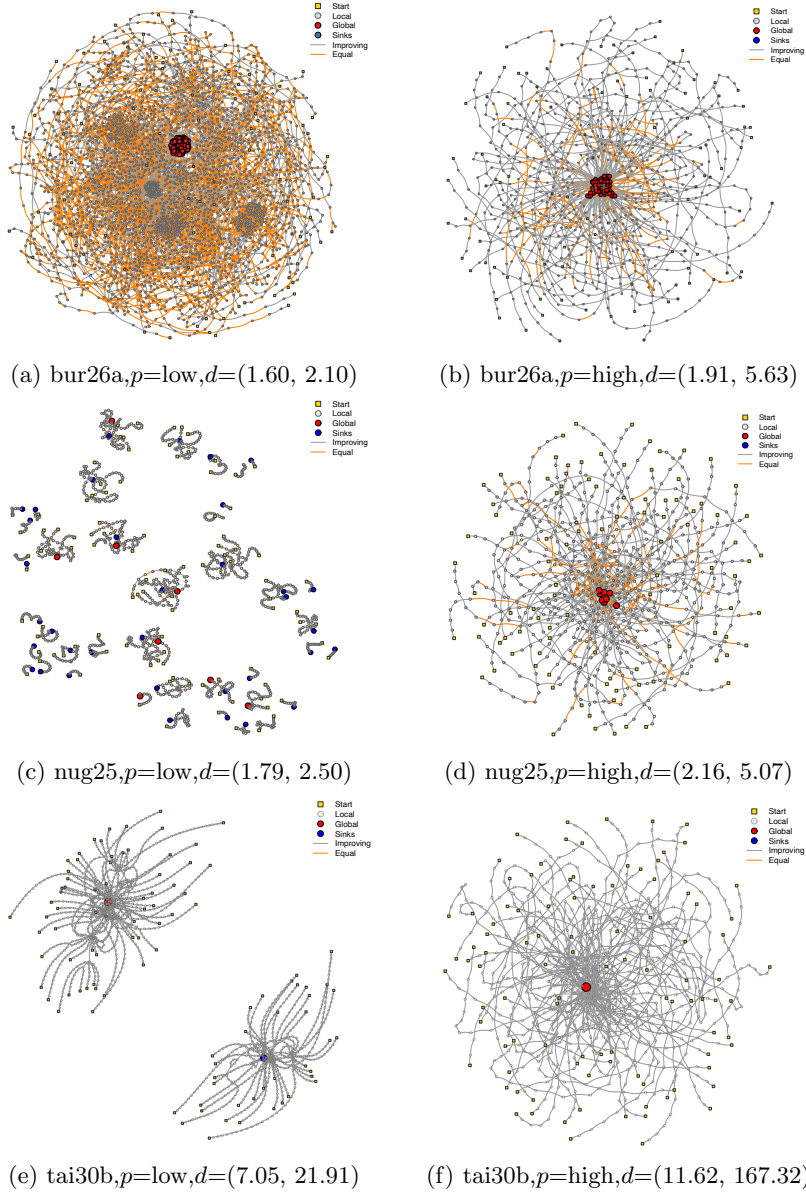 Start
Local
Global
Sinks
Improving
Equal
Start
Local
Global
Sinks
Improving
Equal
(a) bur26a,p=low,d=(1.60, 2.10)
(b) bur26a,p=high,d=(1.91, 5.63)
Start
Local
Global
Sinks
Improving
Equal
Start
Local
Global
Sinks
Improving
Equal
(c) nug25,p=low,d=(1.79, 2.50)
(d) nug25,p=high,d=(2.16, 5.07)
Start
Local
Global
Sinks
Improving
Equal
Start
Local
Global
Sinks
Improving
Equal
(e) tai30b,p=low,d=(7.05, 21.91)
(f) tai30b,p=high,d=(11.62, 167.32)